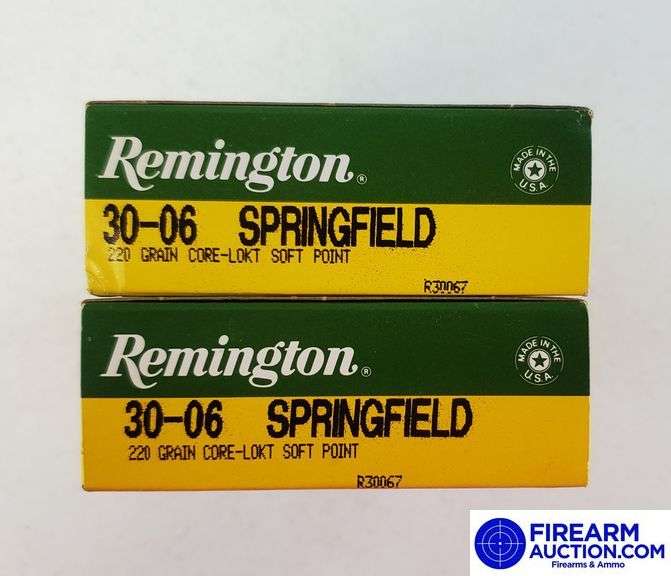 Remington®
MADE IN THE U.S.A.
30-06 SPRINGFIELD
220 GRAIN CORE-LOKT SOFT POINT
R30067
Remington®
MADE IN THE U.S.A.
30-06 SPRINGFIELD
220 GRAIN CORE-LOKT SOFT POINT
R30067
FIREARM
AUCTION.COM
Firearms & Ammo